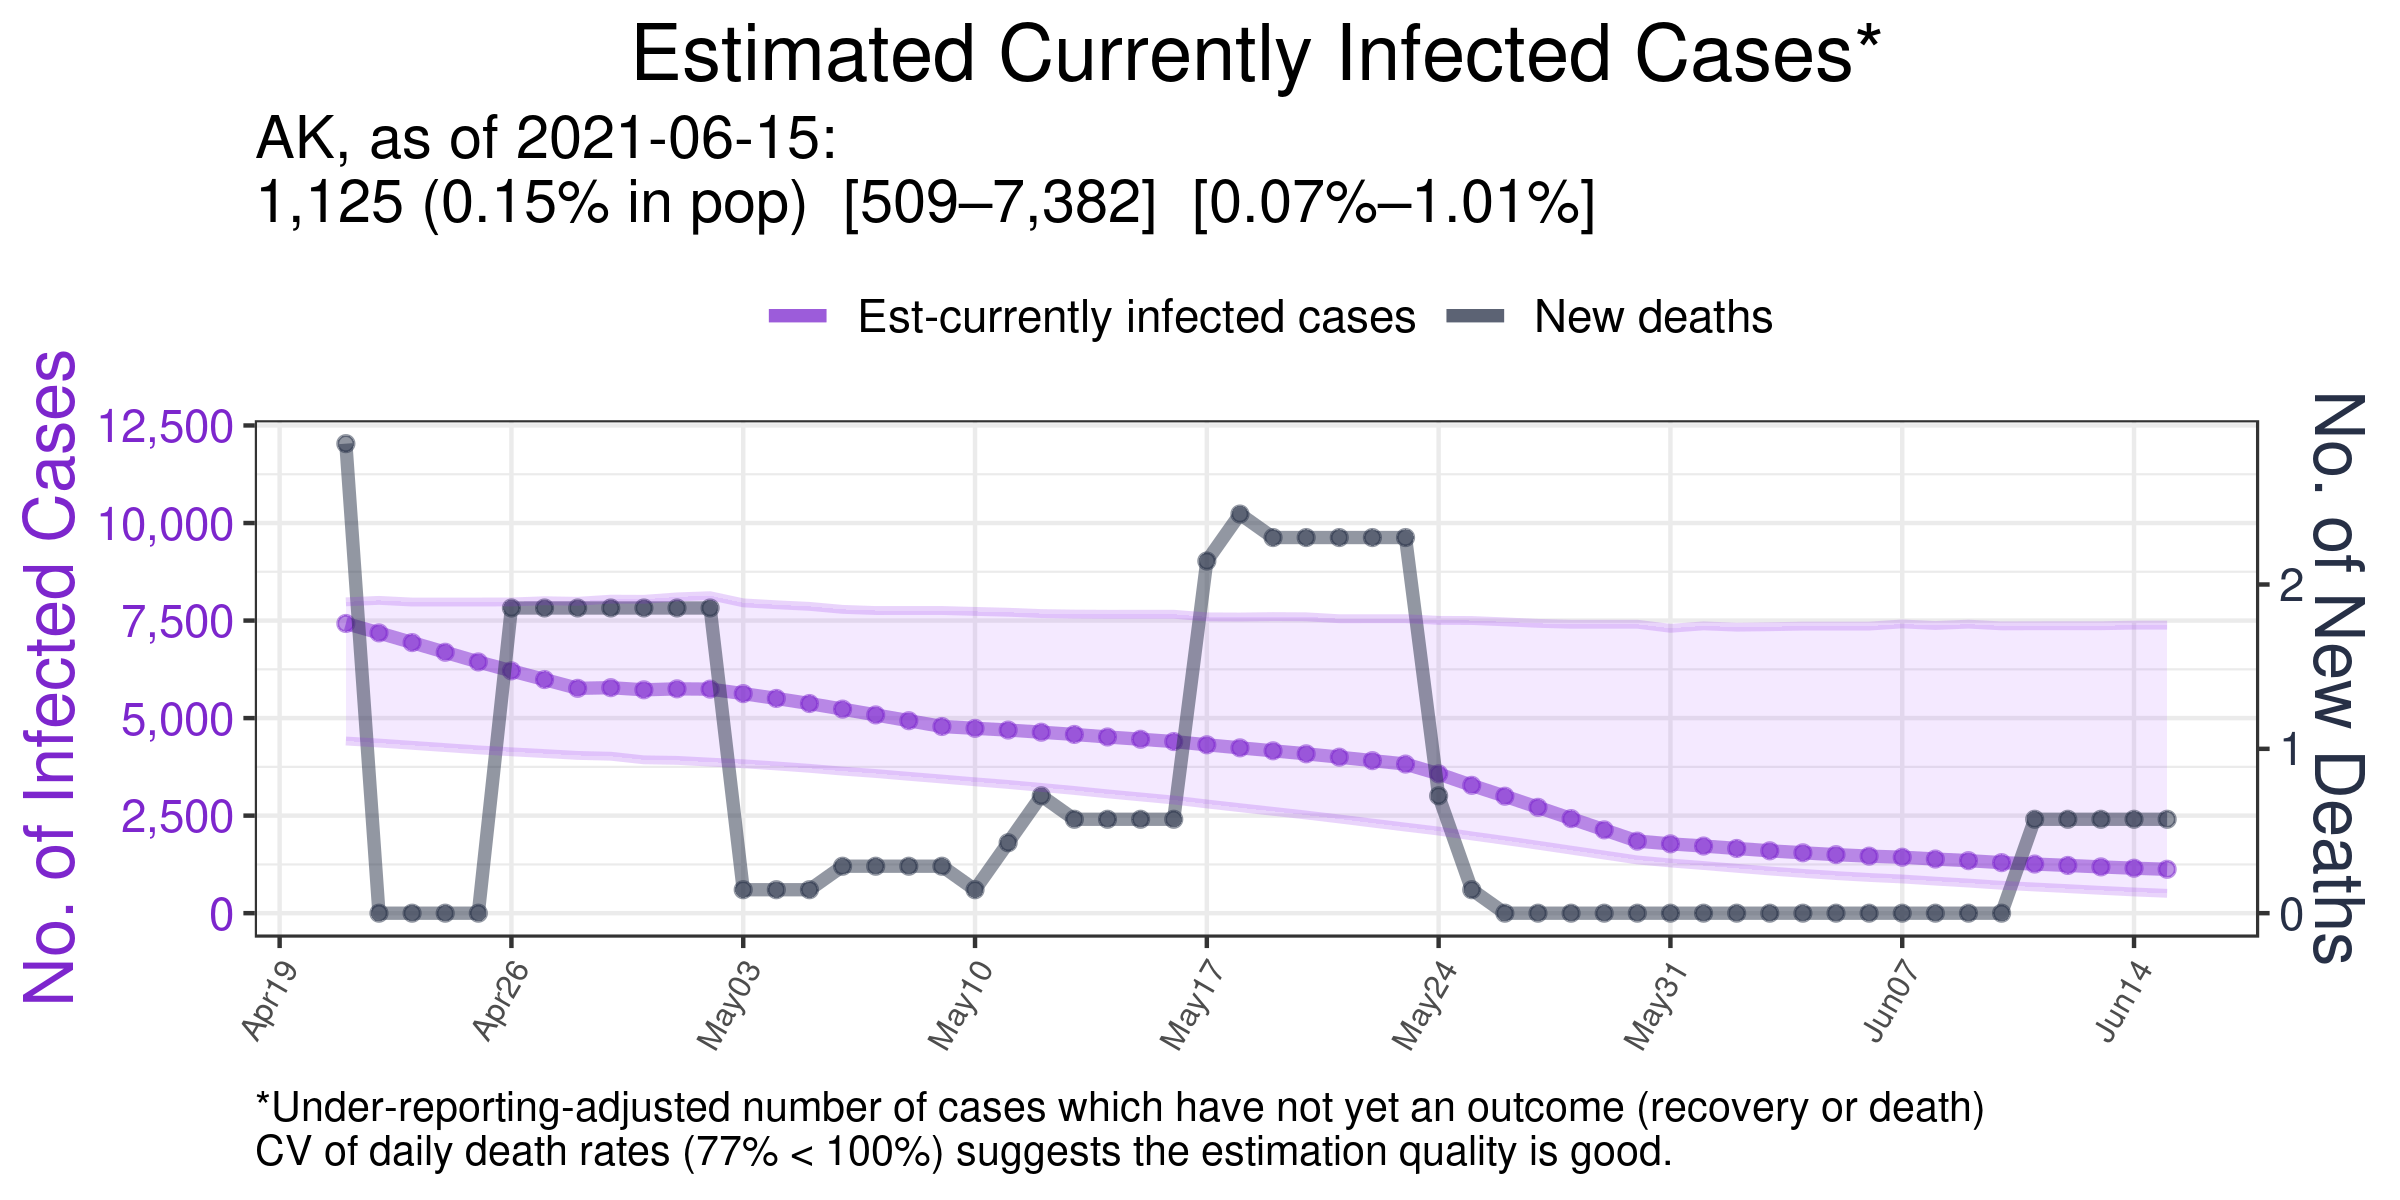 Estimated Currently Infected Cases*
AK, as of 2021-06-15:
1,125 (0.15% in pop)  [509–7,382]  [0.07%–1.01%]
Est-currently infected cases
New deaths
No. of Infected Cases
12,500
10,000
7,500
5,000
2,500
0
No. of New Deaths
2
1
0
Apr19
Apr26
May03
May10
May17
May24
May31
Jun07
Jun14
*Under-reporting-adjusted number of cases which have not yet an outcome (recovery or death)
CV of daily death rates (77% < 100%) suggests the estimation quality is good.